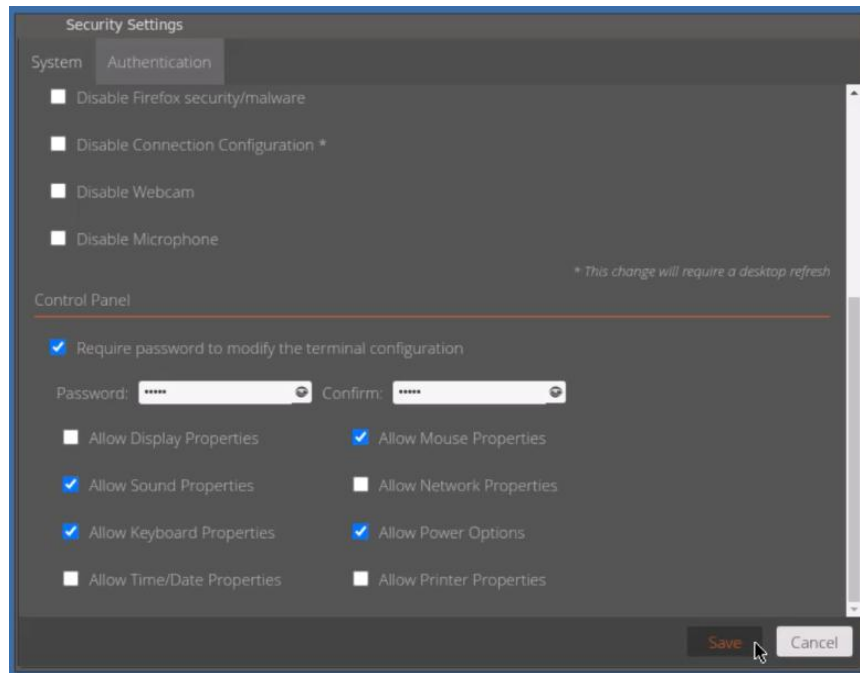 Security Settings
System Authentication
Disable Firefox security/malware
Disable Connection Configuration *
Disable Webcam
Disable Microphone
* This change will require a desktop refresh
Control Panel
Require password to modify the terminal configuration
Password: ••••• Confirm: •••••
Allow Display Properties Allow Mouse Properties
Allow Sound Properties Allow Network Properties
Allow Keyboard Properties Allow Power Options
Allow Time/Date Properties Allow Printer Properties
Save Cancel